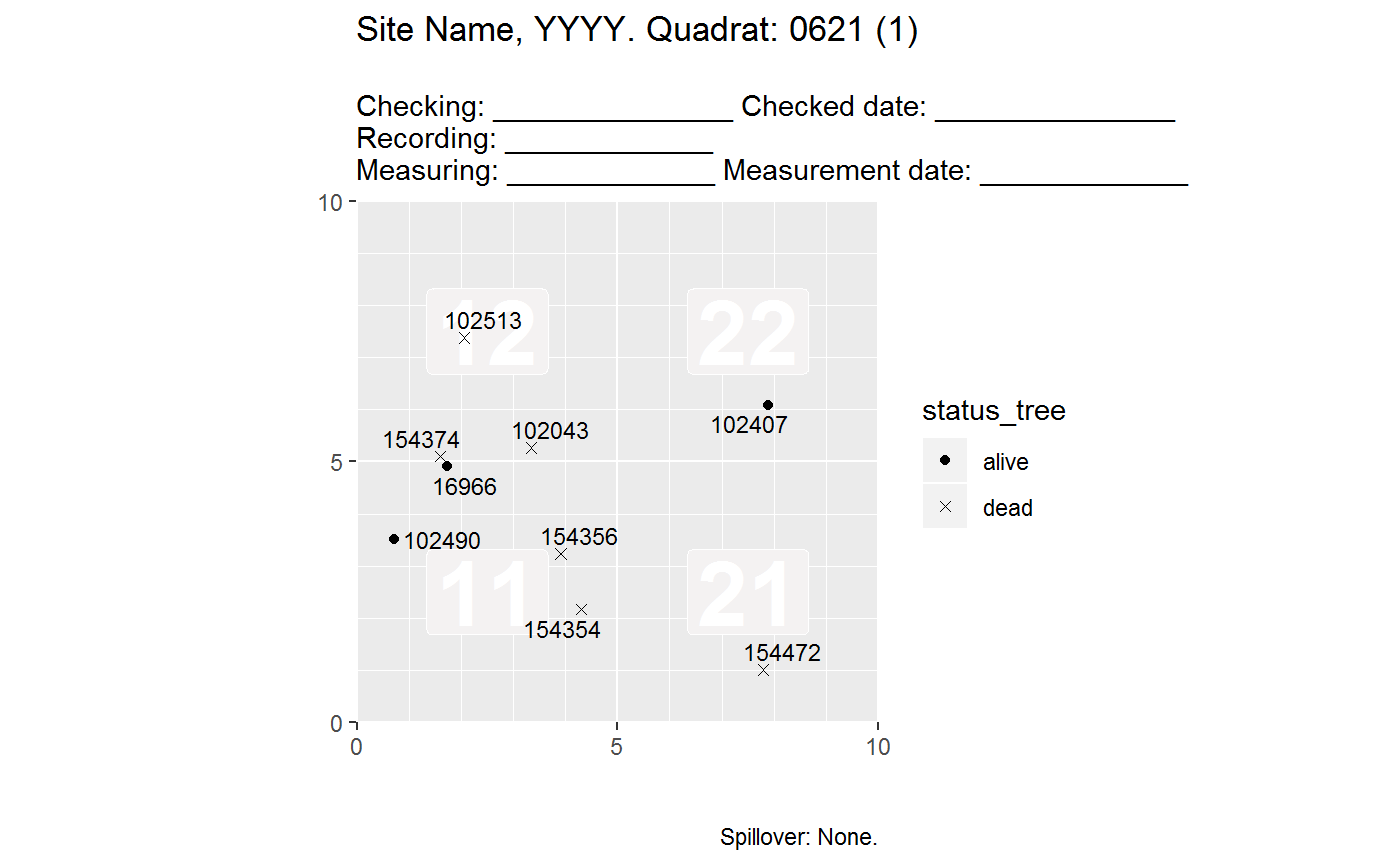 Site Name, YYYY. Quadrat: 0621 (1)
Checking: _______________ Checked date: _______________
Recording: _____________
Measuring: _____________ Measurement date: _____________
10
12
22
102513
102407
154374
102043
5
16966
status_tree
alive
dead
102490
154356
11
21
154354
154472
0
0
5
10
Spillover: None.